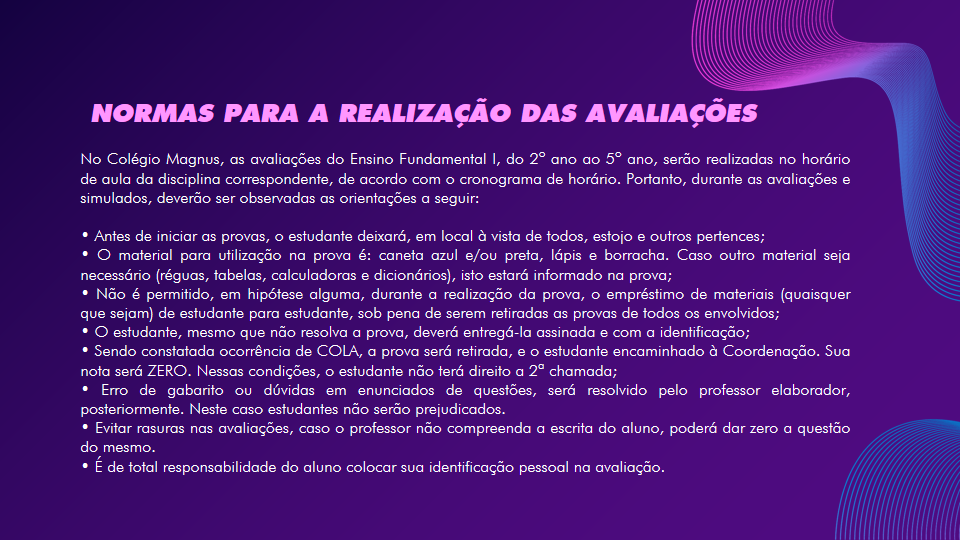 NORMAS PARA A REALIZAÇÃO DAS AVALIAÇÕES
No Colégio Magnus, as avaliações do Ensino Fundamental I, do 2º ano ao 5º ano, serão realizadas no horário
de aula da disciplina correspondente, de acordo com o cronograma de horário. Portanto, durante as avaliações e
simulados, deverão ser observadas as orientações a seguir:
• Antes de iniciar as provas, o estudante deixará, em local à vista de todos, estojo e outros pertences;
• O material para utilização na prova é: caneta azul e/ou preta, lápis e borracha. Caso outro material seja
necessário (réguas, tabelas, calculadoras e dicionários), isto estará informado na prova;
• Não é permitido, em hipótese alguma, durante a realização da prova, o empréstimo de materiais (quaisquer
que sejam) de estudante para estudante, sob pena de serem retiradas as provas de todos os envolvidos;
• O estudante, mesmo que não resolva a prova, deverá entregá-la assinada e com a identificação;
• Sendo constatada ocorrência de COLA, a prova será retirada, e o estudante encaminhado à Coordenação. Sua
nota será ZERO. Nessas condições, o estudante não terá direito a 2ª chamada;
• Erro de gabarito ou dúvidas em enunciados de questões, será resolvido pelo professor elaborador,
posteriormente. Neste caso estudantes não serão prejudicados.
• Evitar rasuras nas avaliações, caso o professor não compreenda a escrita do aluno, poderá dar zero a questão
do mesmo.
• É de total responsabilidade do aluno colocar sua identificação pessoal na avaliação.